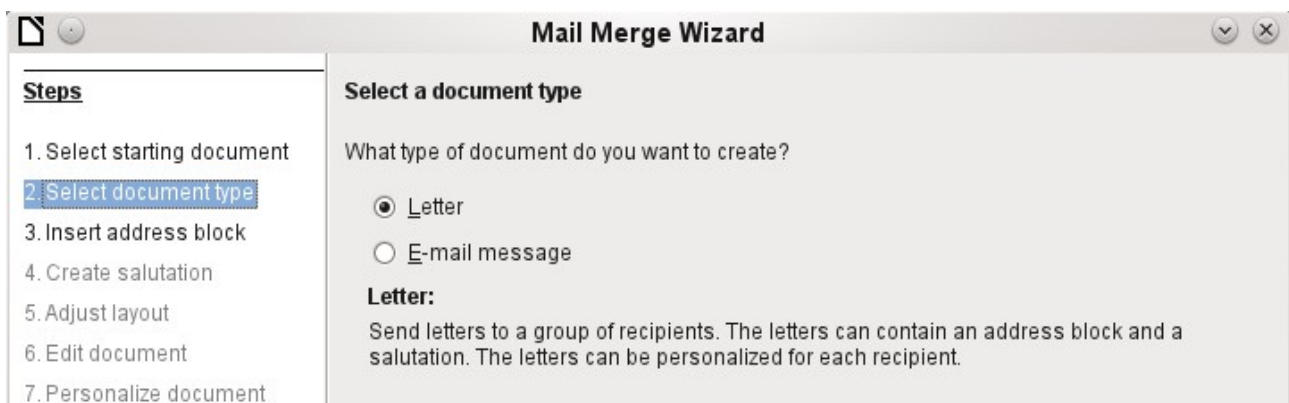 Mail Merge Wizard
Steps
1. Select starting document
2. Select document type
3. Insert address block
4. Create salutation
5. Adjust layout
6. Edit document
7. Personalize document
Select a document type
What type of document do you want to create?
Letter
E-mail message
Letter:
Send letters to a group of recipients. The letters can contain an address block and a
salutation. The letters can be personalized for each recipient.